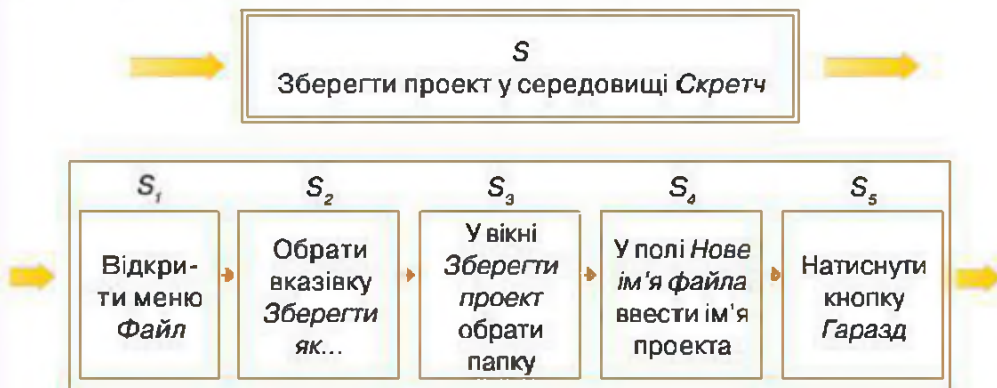 S
Зберегти проект у середовищі Скретч
S1
Відкри-
ти меню
Файл
S2
Обрати
вказівку
Зберегти
як...
S3
У вікні
Зберегти
проект
обрати
папку
S4
У полі Нове
ім'я файла
ввести ім'я
проекта
S5
Натиснути
кнопку
Гаразд